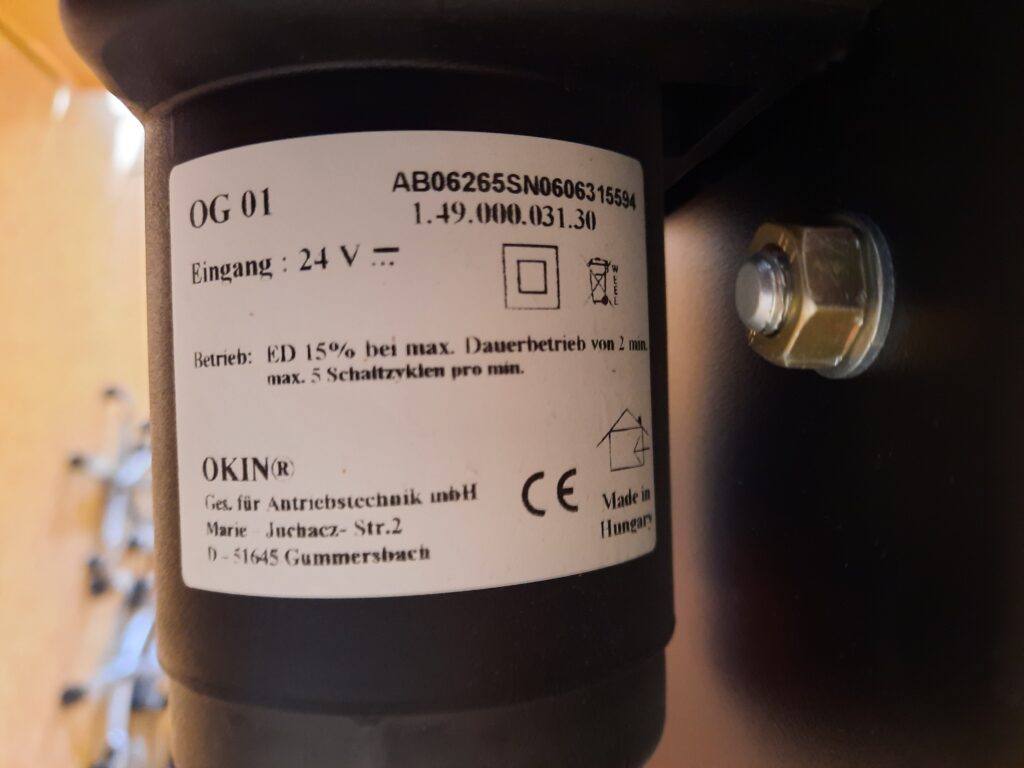 OG 01
AB06265SN0606315594
1.49.000.031.30
Eingang : 24 V
Betrieb: ED 15% bei max. Dauerbetrieb von 2 min.
max. 5 Schaltzyklen pro min.
OKIN®
Ges. für Antriebstechnik mbH
Marie - Juchacz- Str.2
D - 51645 Gummersbach
CE
Made in
Hungary